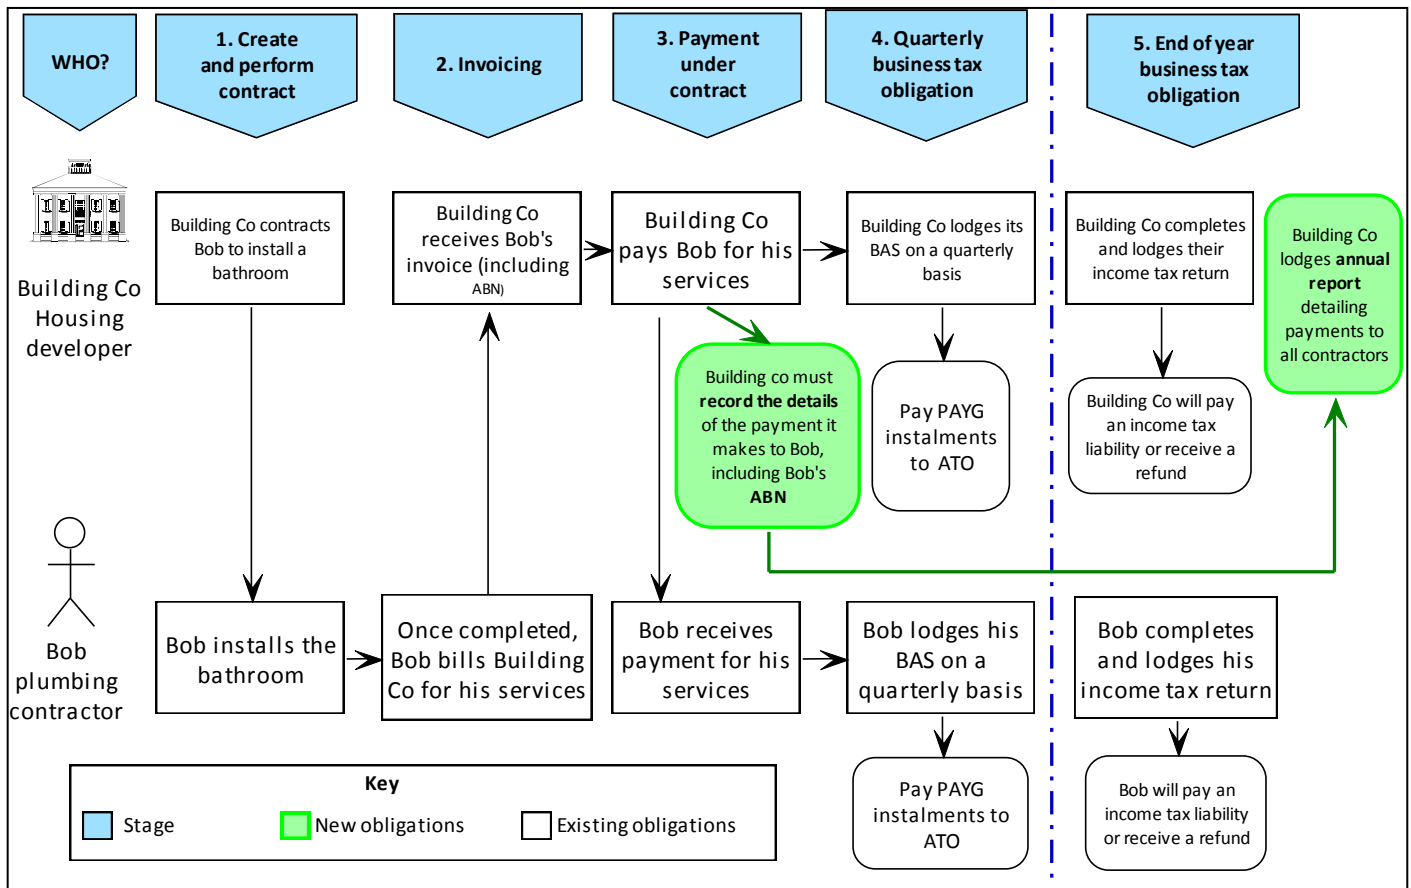 WHO?
1. Create
and perform
contract
2. Invoicing
3. Payment
under
contract
4. Quarterly
business tax
obligation
5. End of year
business tax
obligation
Building Co
Housing
developer
Building Co contracts
Bob to install a
bathroom
Building Co
receives Bob's
invoice (including
ABN)
Building Co
pays Bob for his
services
Building Co lodges its
BAS on a quarterly
basis
Building Co completes
and lodges their
income tax return
Building Co
lodges annual
report
detailing
payments to
all contractors
Building co must
record the details
of the payment it
makes to Bob,
including Bob's
ABN
Pay PAYG
instalments
to ATO
Building Co will pay
an income tax
liability or receive a
refund
Bob
plumbing
contractor
Bob installs the
bathroom
Once completed,
Bob bills Building
Co for his services
Bob receives
payment for his
services
Bob lodges his
BAS on a
quarterly basis
Bob completes
and lodges his
income tax return
Pay PAYG
instalments to
ATO
Bob will pay an
income tax liability
or receive a refund
Key
Stage
New obligations
Existing obligations